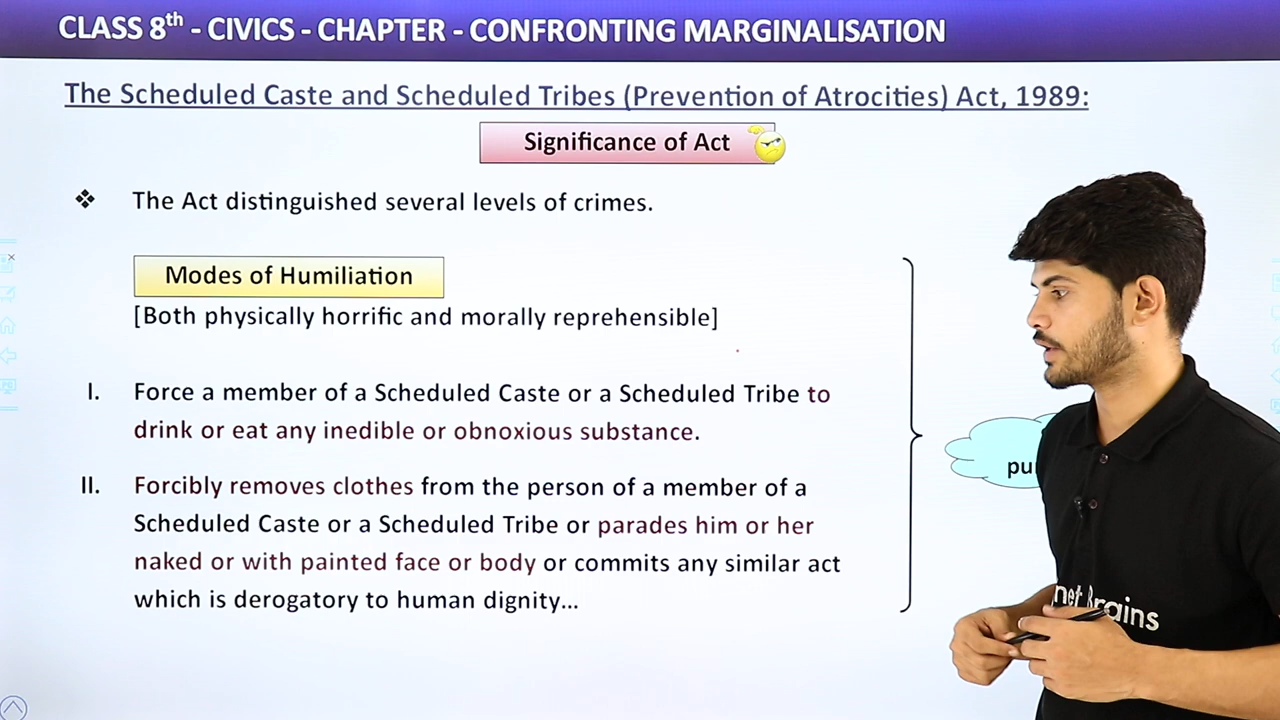 CLASS 8th - CIVICS - CHAPTER - CONFRONTING MARGINALISATION
The Scheduled Caste and Scheduled Tribes (Prevention of Atrocities) Act, 1989:
Significance of Act
❖ The Act distinguished several levels of crimes.
Modes of Humiliation
[Both physically horrific and morally reprehensible]
I. Force a member of a Scheduled Caste or a Scheduled Tribe to
drink or eat any inedible or obnoxious substance.
II. Forcibly removes clothes from the person of a member of a
Scheduled Caste or a Scheduled Tribe or parades him or her
naked or with painted face or body or commits any similar act
which is derogatory to human dignity...
Brains